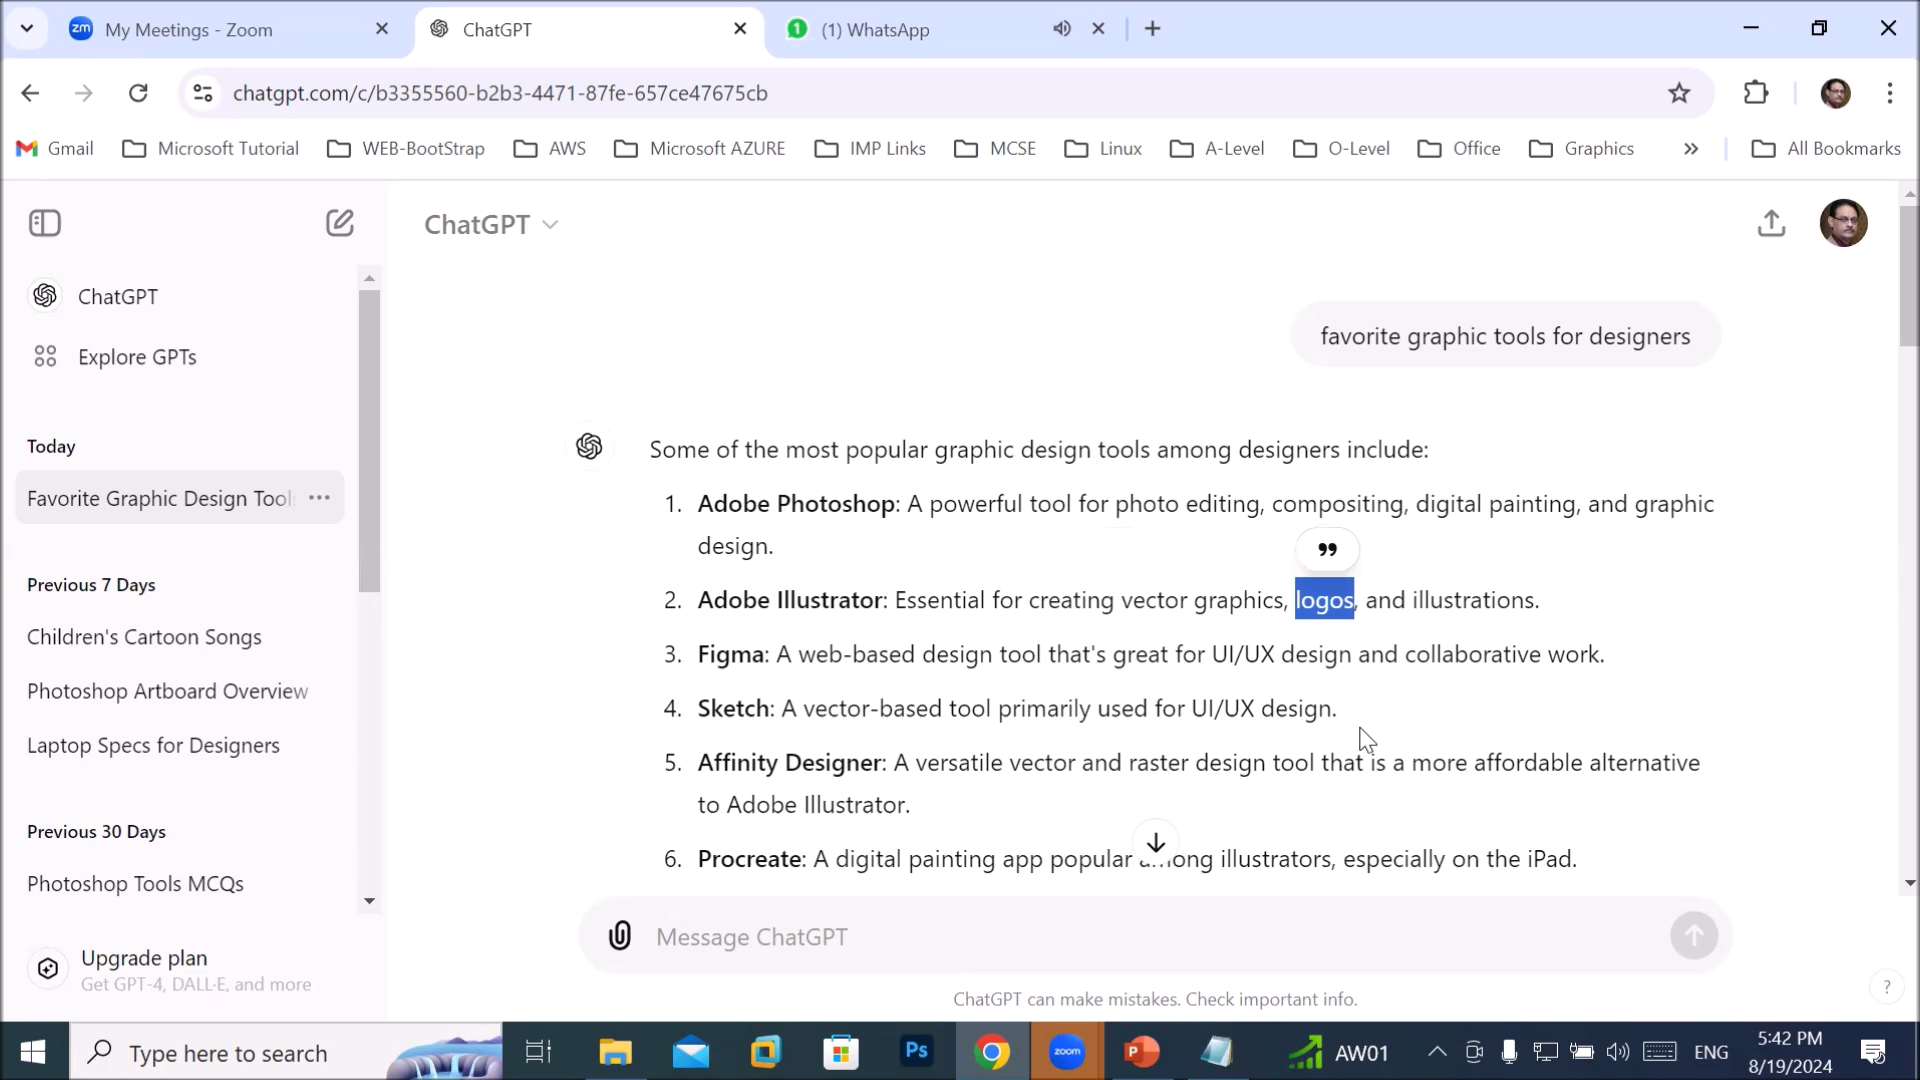 zm My Meetings - Zoom
ChatGPT
1 (1) WhatsApp
chatgpt.com/c/b3355560-b2b3-4471-87fe-657ce47675cb
Gmail Microsoft Tutorial WEB-BootStrap AWS Microsoft AZURE IMP Links MCSE Linux A-Level O-Level Office Graphics » All Bookmarks
ChatGPT
ChatGPT
Explore GPTs
Today
Favorite Graphic Design Tool
Previous 7 Days
Children's Cartoon Songs
Photoshop Artboard Overview
Laptop Specs for Designers
Previous 30 Days
Photoshop Tools MCQs
Upgrade plan
Get GPT-4, DALL·E, and more
favorite graphic tools for designers
Some of the most popular graphic design tools among designers include:
1. Adobe Photoshop: A powerful tool for photo editing, compositing, digital painting, and graphic
design.
2. Adobe Illustrator: Essential for creating vector graphics, logos, and illustrations.
3. Figma: A web-based design tool that's great for UI/UX design and collaborative work.
4. Sketch: A vector-based tool primarily used for UI/UX design.
5. Affinity Designer: A versatile vector and raster design tool that is a more affordable alternative
to Adobe Illustrator.
6. Procreate: A digital painting app popular among illustrators, especially on the iPad.
Message ChatGPT
ChatGPT can make mistakes. Check important info.
?
Type here to search
Ps
zoom
P
AW01
ENG
5:42 PM
8/19/2024